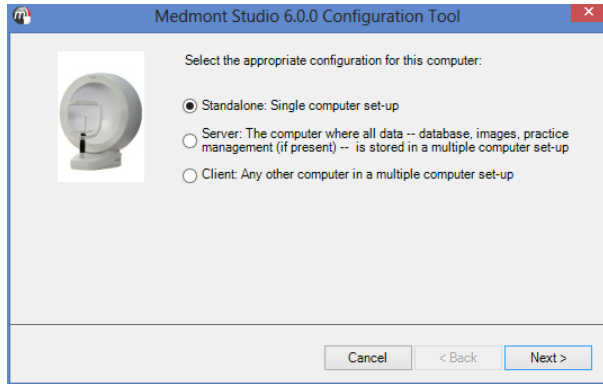 Medmont Studio 6.0.0 Configuration Tool
Select the appropriate configuration for this computer:
Standalone: Single computer set-up
Server: The computer where all data -- database, images, practice
management (if present) -- is stored in a multiple computer set-up
Client: Any other computer in a multiple computer set-up
Cancel
< Back
Next >